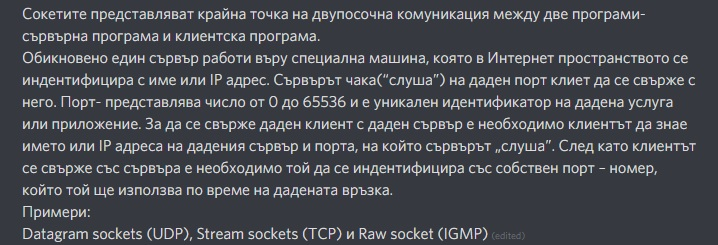 Сокетите представляват крайна точка на двупосочна комуникация между две програми-
сървърна програма и клиентска програма.
Обикновено един сървър работи въру специална машина, която в Интернет пространството се
индентифицира с име или IP адрес. Сървърът чака(“слуша”) на даден порт клиет да се свърже с
него. Порт- представлява число от 0 до 65536 и е уникален идентификатор на дадена услуга
или приложение. За да се свърже даден клиент с даден сървър е необходимо клиентът да знае
името или IP адреса на дадения сървър и порта, на който сървърът „слуша”. След като клиентът
се свърже със сървъра е необходимо той да се индентифицира със собствен порт – номер,
който той ще използва по време на дадената връзка.
Примери:
Datagram sockets (UDP), Stream sockets (TCP) и Raw socket (IGMP) (edited)